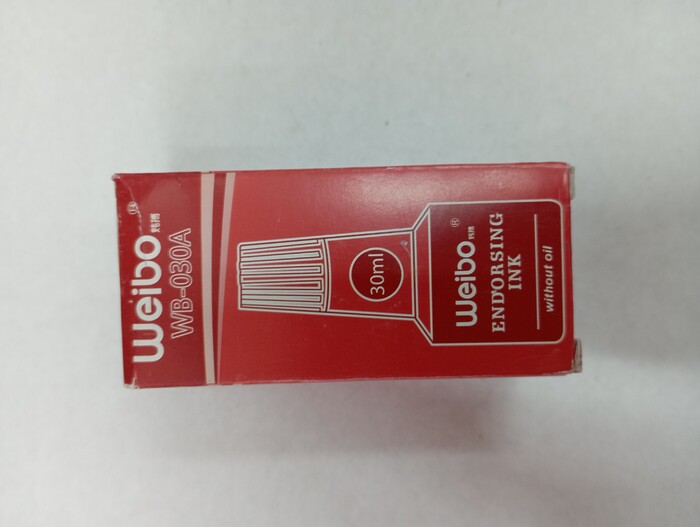 Weibo®
WB-030A
30ml
Weibo®
ENDORSING
INK
without oil